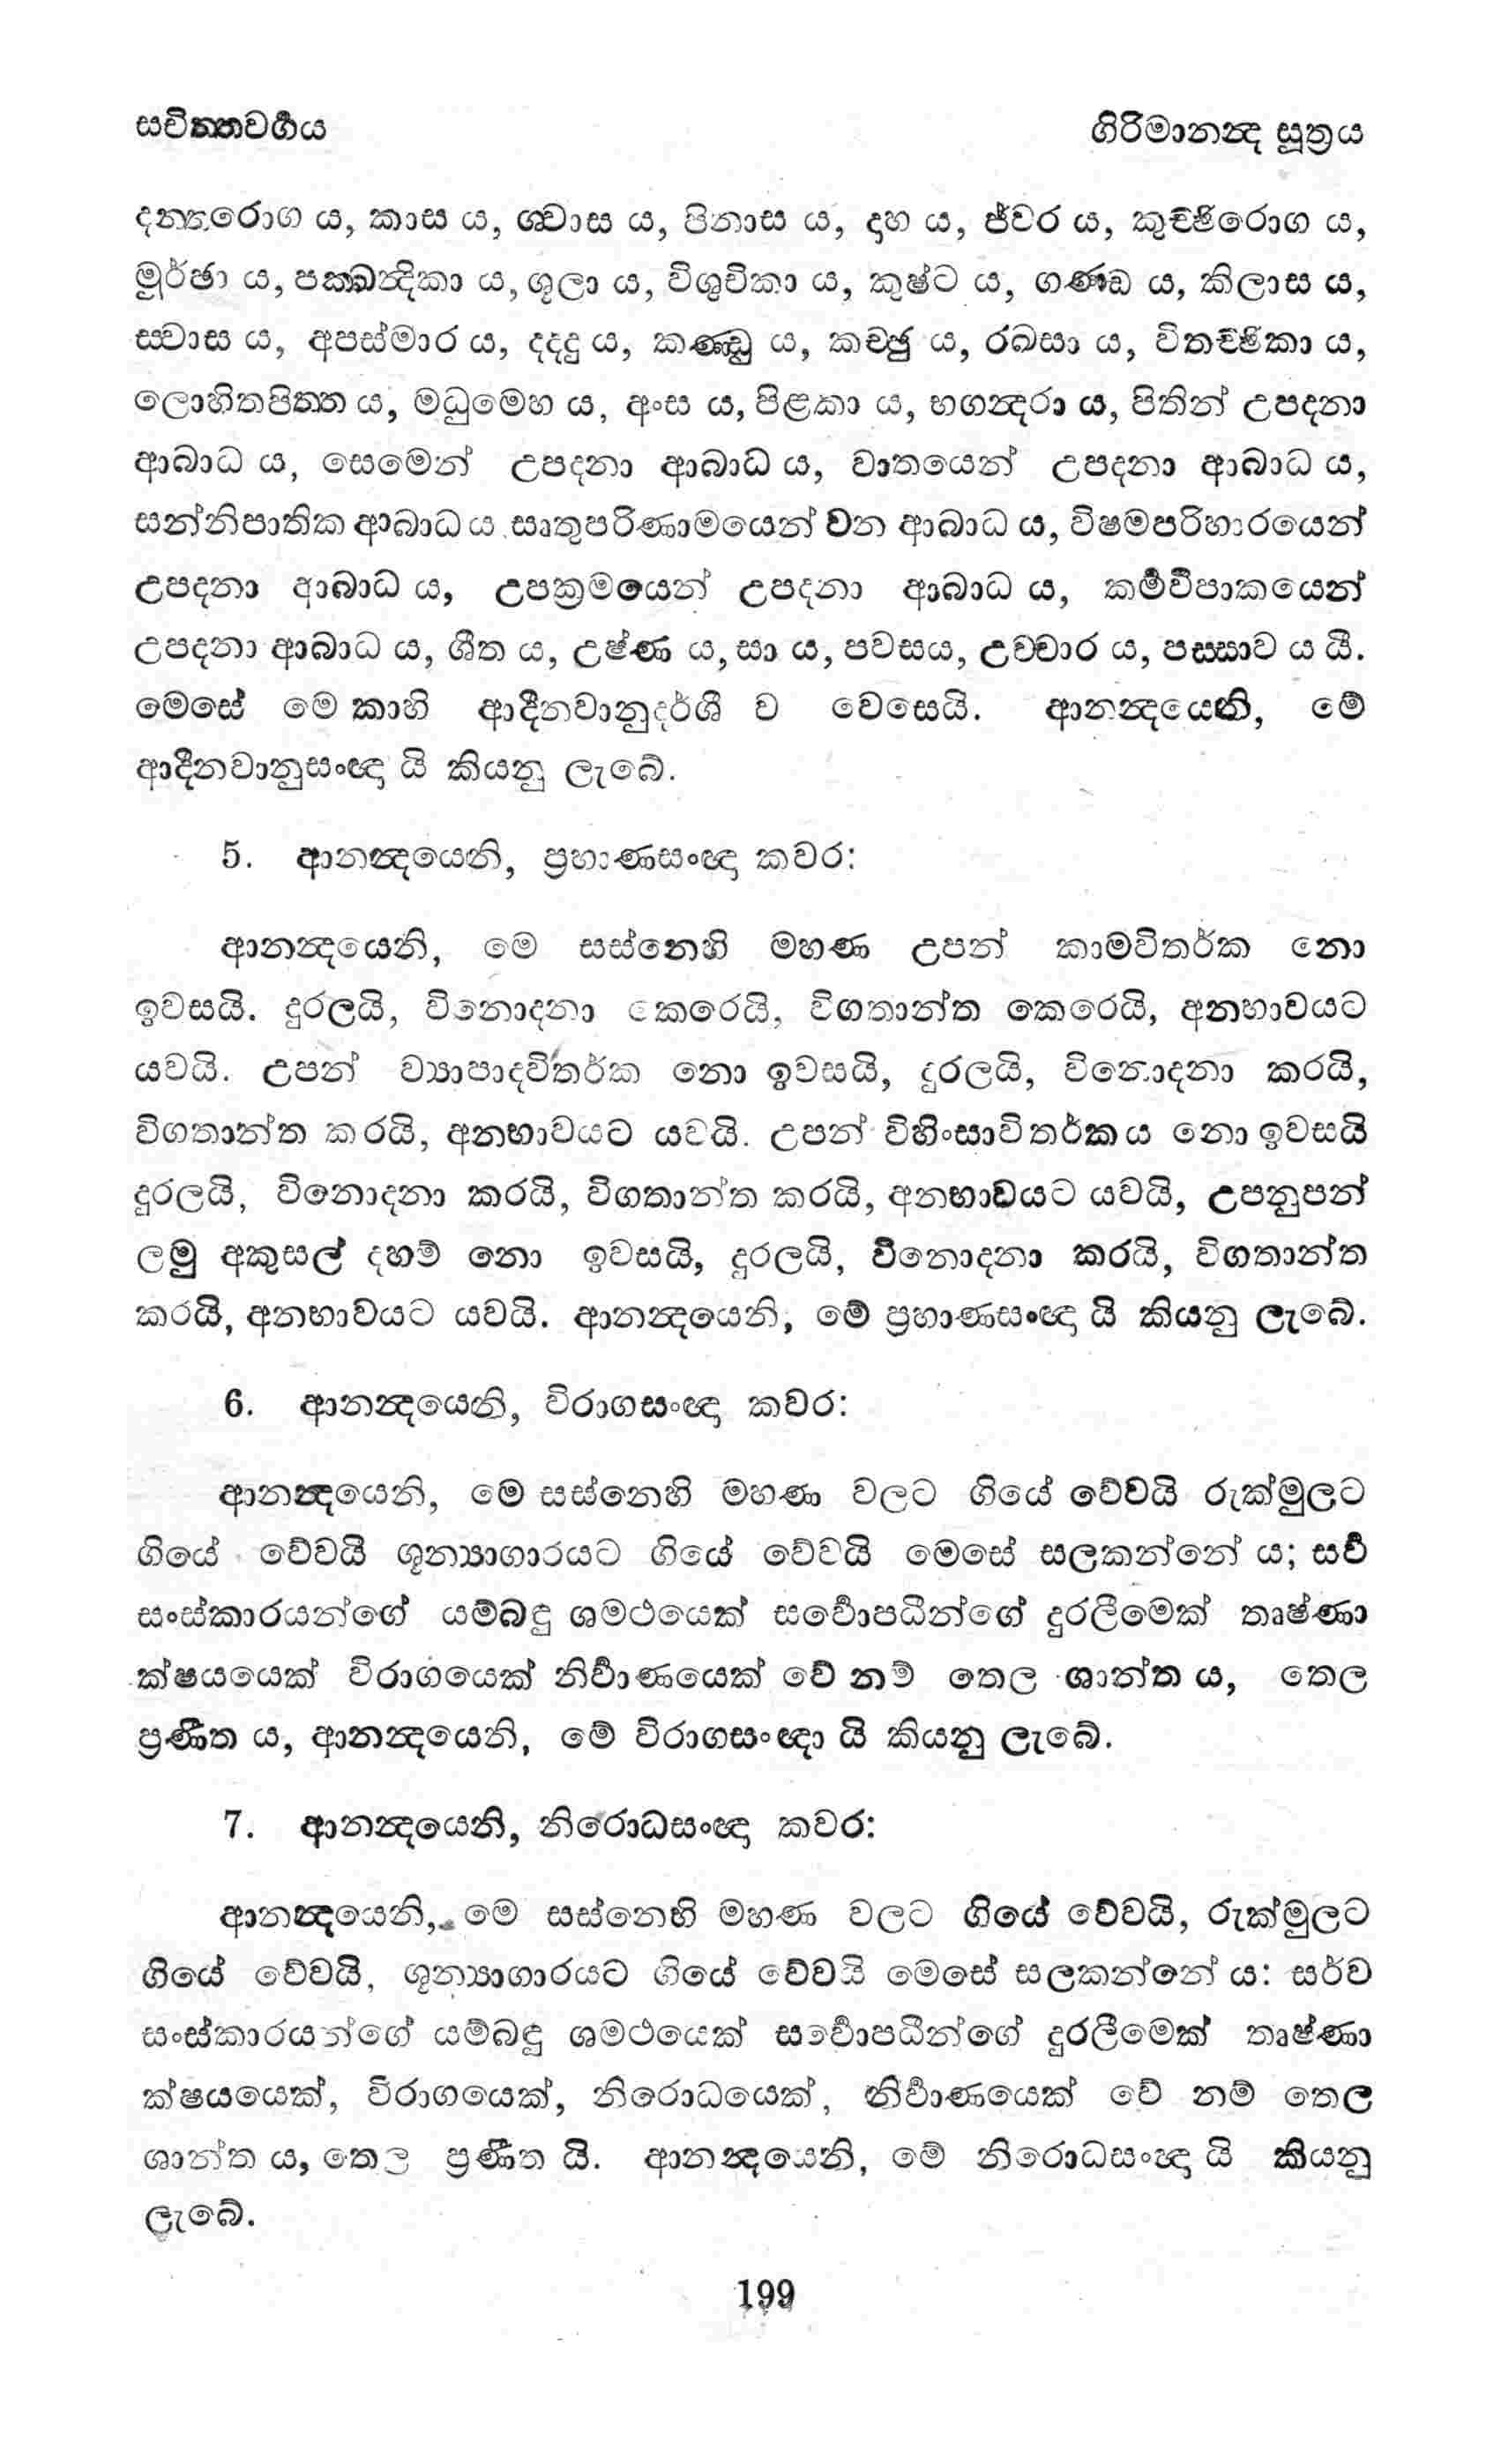 සචිත්තවර්‍ගය
ගිරිමානන්‍ද සූත්‍රය
දන්‍තරොග ය, කාස ය, ශ්වාස ය, පිනාස ය, දාහ ය, ජ්වර ය, කුච්ඡිරොග ය,
මූර්ඡා ය, පක්ඛන්‍දිකා ය, ශූලා ය, විශුචිකා ය, කුෂ්ට ය, ගණ්ඩ ය, කිලාස ය,
ස්වාස ය, අපස්මාර ය, දදදු ය, කණ්ඩු ය, කච්ඡු ය, රඛසා ය, විතච්ඡිකා ය,
ලොහිතපිත්ත ය, මධුමෙහ ය, අංස ය, පිළකා ය, භගන්‍දරා ය, පිතින් උපදනා
ආබාධ ය, සෙමෙන් උපදනා ආබාධ ය, වාතයෙන් උපදනා ආබාධ ය,
සන්නිපාතික ආබාධ ය සෘතුපරිණාමයෙන් වන ආබාධ ය, විෂමපරිහාරයෙන්
උපදනා ආබාධ ය, උපක්‍රමයෙන් උපදනා ආබාධ ය, කර්‍මවිපාකයෙන්
උපදනා ආබාධ ය, ශීත ය, උෂ්ණ ය, සා ය, පවසය, උච්චාර ය, පස්සාව ය යී.
මෙසේ මෙ කාහි ආදීනවානුදර්ශී ව වෙසෙයි. ආනන්‍දයෙනි, මේ
ආදීනවානුසංඥා යි කියනු ලැබේ.
5. ආනන්‍දයෙනි, ප්‍රහාණසංඥා කවර:
ආනන්‍දයෙනි, මෙ සස්නෙහි මහණ උපන් කාමවිතර්ක නො
ඉවසයි. දුරලයි, විනොදනා කෙරෙයි, විගතාන්ත කෙරෙයි, අනභාවයට
යවයි. උපන් ව්‍යාපාදවිතර්ක නො ඉවසයි, දුරලයි, විනොදනා කරයි,
විගතාන්ත කරයි, අනභාවයට යවයි. උපන් විහිංසාවිතර්ක ය නො ඉවසයි
දුරලයි, විනොදනා කරයි, විගතාන්ත කරයි, අනභාවයට යවයි, උපනූපන්
ලමු අකුසල් දහම් නො ඉවසයි, දුරලයි, විනොදනා කරයි, විගතාන්ත
කරයි, අනභාවයට යවයි. ආනන්‍දයෙනි, මේ ප්‍රහාණසංඥා යි කියනු ලැබේ.
6. ආනන්‍දයෙනි, විරාගසංඥා කවර:
ආනන්‍දයෙනි, මෙ සස්නෙහි මහණ වලට ගියේ වේවයි රුක්මුලට
ගියේ වේවයි ශූන්‍යාගාරයට ගියේ වේවයි මෙසේ සලකන්නේ ය; සර්‍ව
සංස්කාරයන්ගේ යම්බඳු ශමථයෙක් සර්‍වොපධීන්ගේ දුරලීමෙක් තෘෂ්ණා
ක්ෂයයෙක් විරාගයෙක් නිර්‍වාණයෙක් වේ නම් තෙල ශාන්ත ය, තෙල
ප්‍රණීත ය, ආනන්‍දයෙනි, මේ විරාගසංඥා යි කියනු ලැබේ.
7. ආනන්‍දයෙනි, නිරොධසංඥා කවර:
ආනන්‍දයෙනි, මෙ සස්නෙහි මහණ වලට ගියේ වේවයි, රුක්මුලට
ගියේ වේවයි, ශූන්‍යාගාරයට ගියේ වේවයි මෙසේ සලකන්නේ ය: සර්ව
සංස්කාරයන්ගේ යම්බඳු ශමථයෙක් සර්‍වොපධීන්ගේ දුරලීමෙක් තෘෂ්ණා
ක්ෂයයෙක්, විරාගයෙක්, නිරොධයෙක්, නිර්‍වාණයෙක් වේ නම් තෙල
ශාන්ත ය, තෙල ප්‍රණීත යි. ආනන්‍දයෙනි, මේ නිරොධසංඥා යි කියනු
ලැබේ.
199